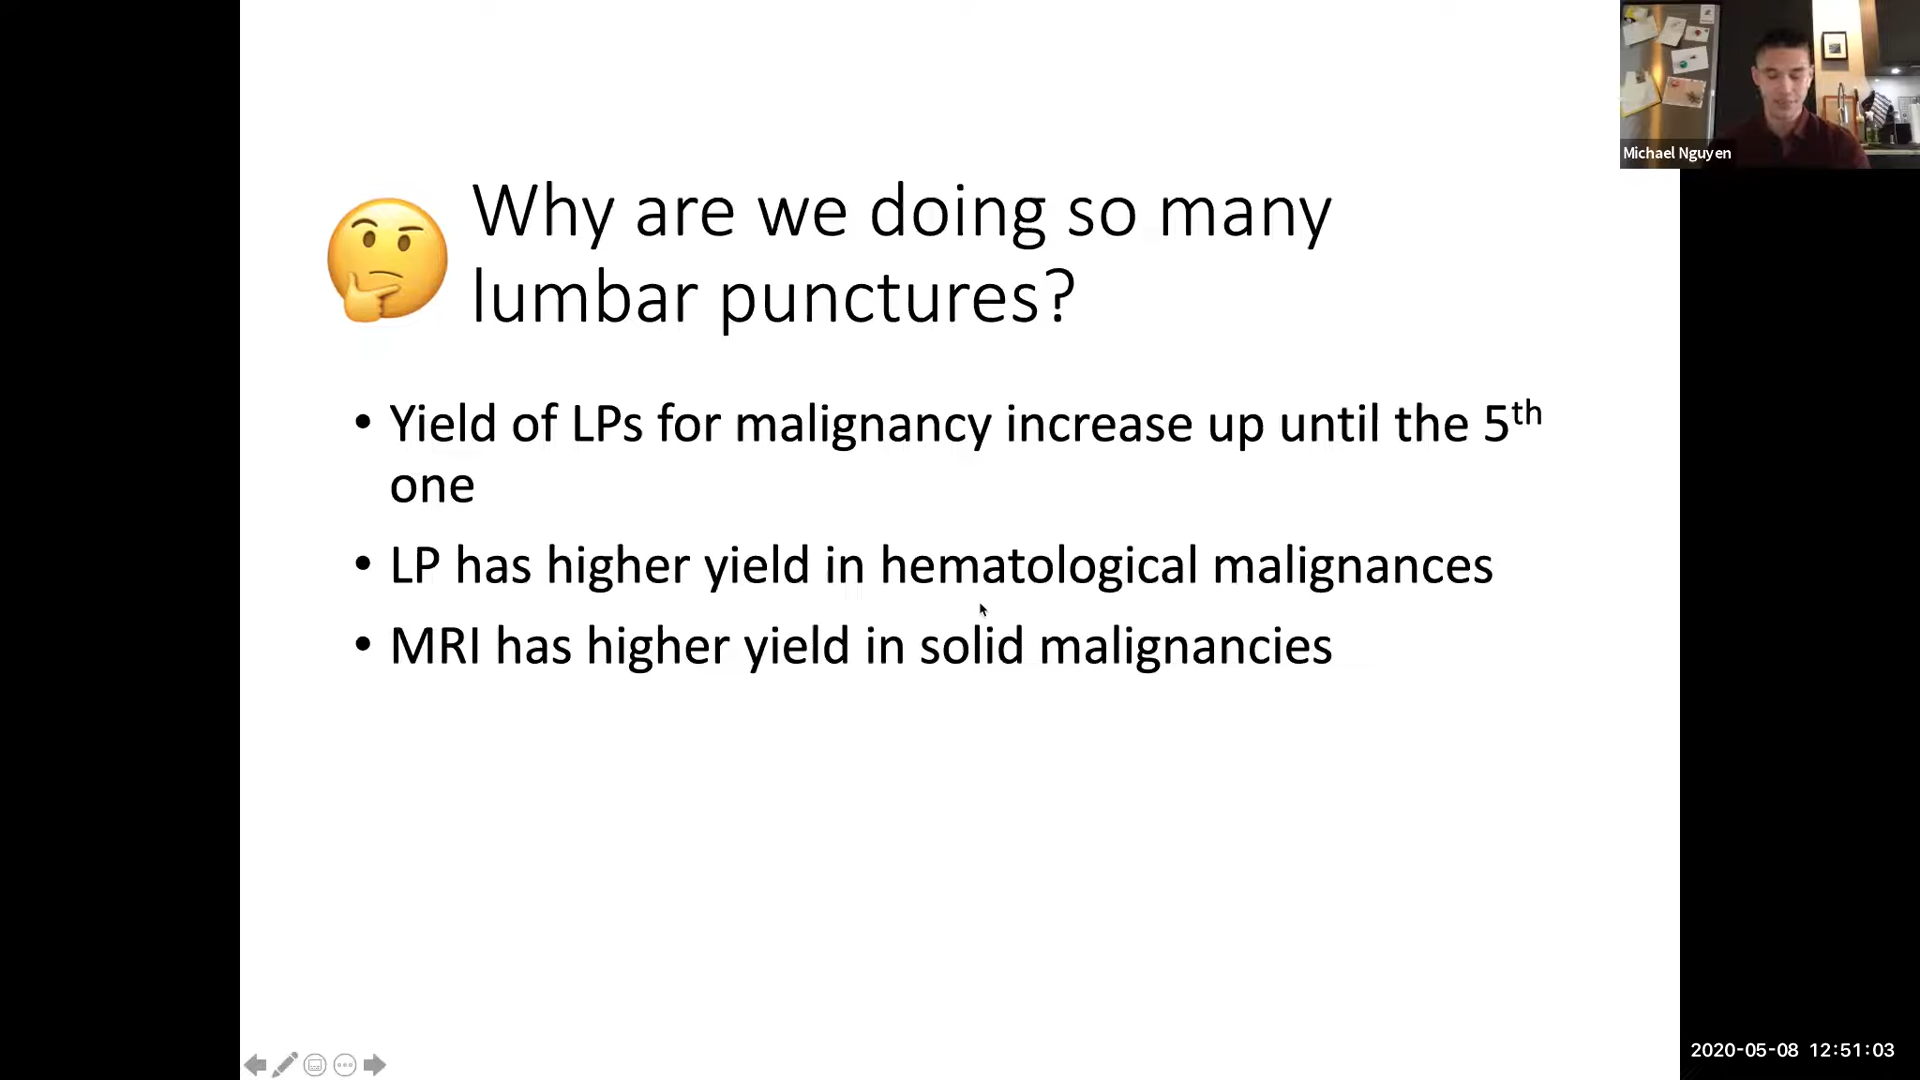 Michael Nguyen
Why are we doing so many
lumbar punctures?
• Yield of LPs for malignancy increase up until the 5th
one
• LP has higher yield in hematological malignances
• MRI has higher yield in solid malignancies
2020-05-08 12:51:03